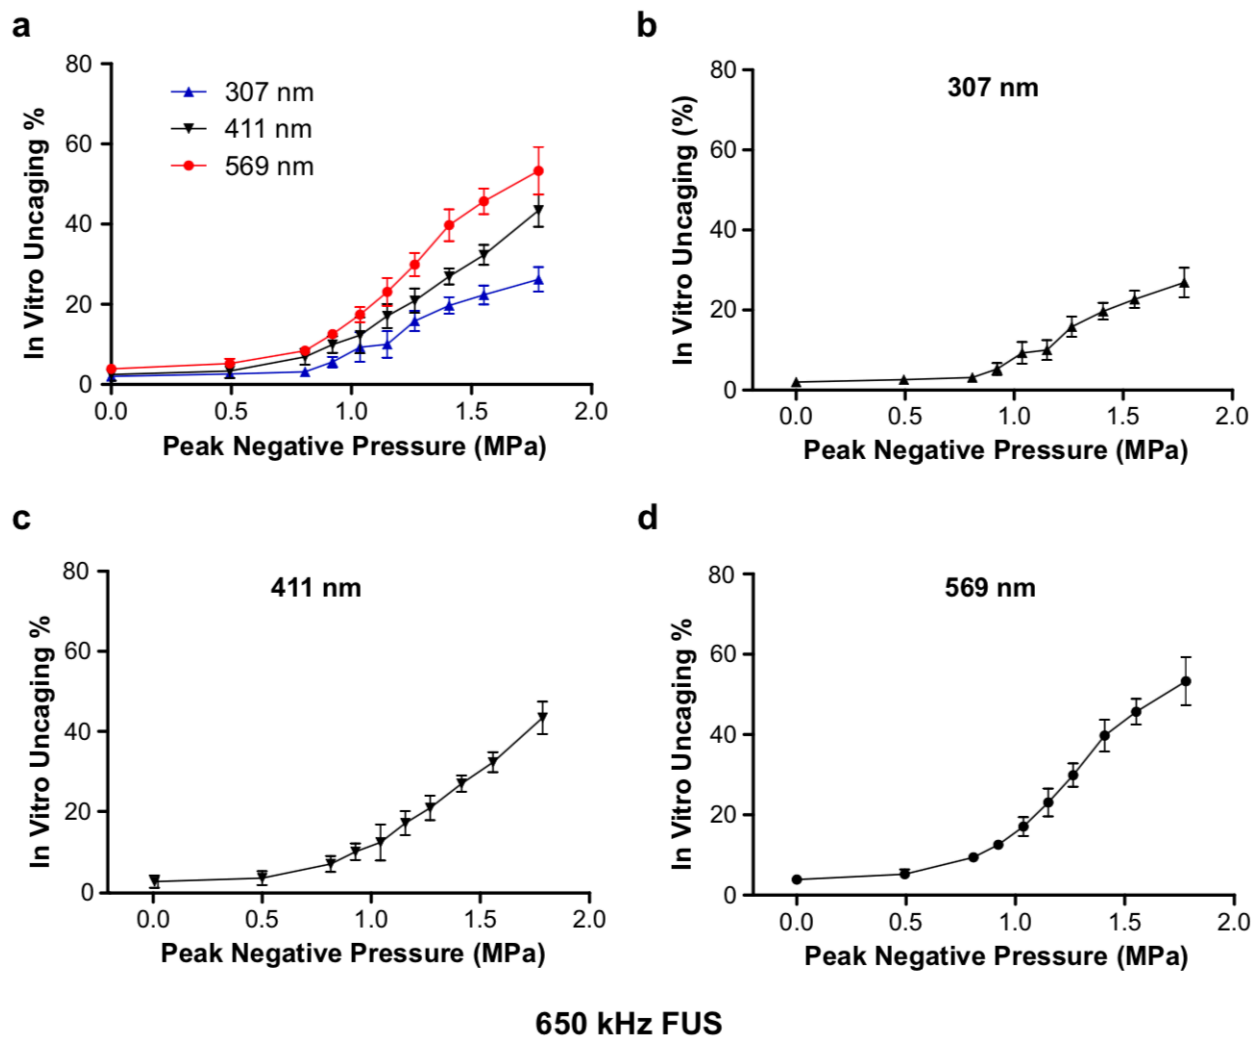 a
80
60
40
20
0
In Vitro Uncaging %
307 nm
411 nm
569 nm
0.0 0.5 1.0 1.5 2.0
Peak Negative Pressure (MPa)
b
307 nm
80
60
40
20
0
In Vitro Uncaging (%)
0.0 0.5 1.0 1.5 2.0
Peak Negative Pressure (MPa)
c
411 nm
80
60
40
20
0
In Vitro Uncaging %
0.0 0.5 1.0 1.5 2.0
Peak Negative Pressure (MPa)
d
569 nm
80
60
40
20
0
In Vitro Uncaging %
0.0 0.5 1.0 1.5 2.0
Peak Negative Pressure (MPa)
650 kHz FUS